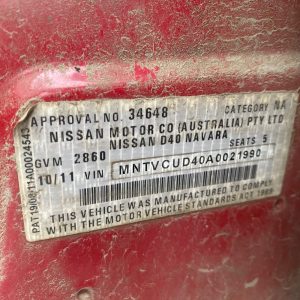 APPROVAL NO. 34648 CATEGORY NA
NISSAN MOTOR CO (AUSTRALIA) PTY LTD
NISSAN D40 NAVARA
GVM 2860 SEATS 5
10/11 VIN MNTVCUD40A0021990
THIS VEHICLE WAS MANUFACTURED TO COMPLY
WITH THE MOTOR VEHICLE STANDARDS ACT 1989